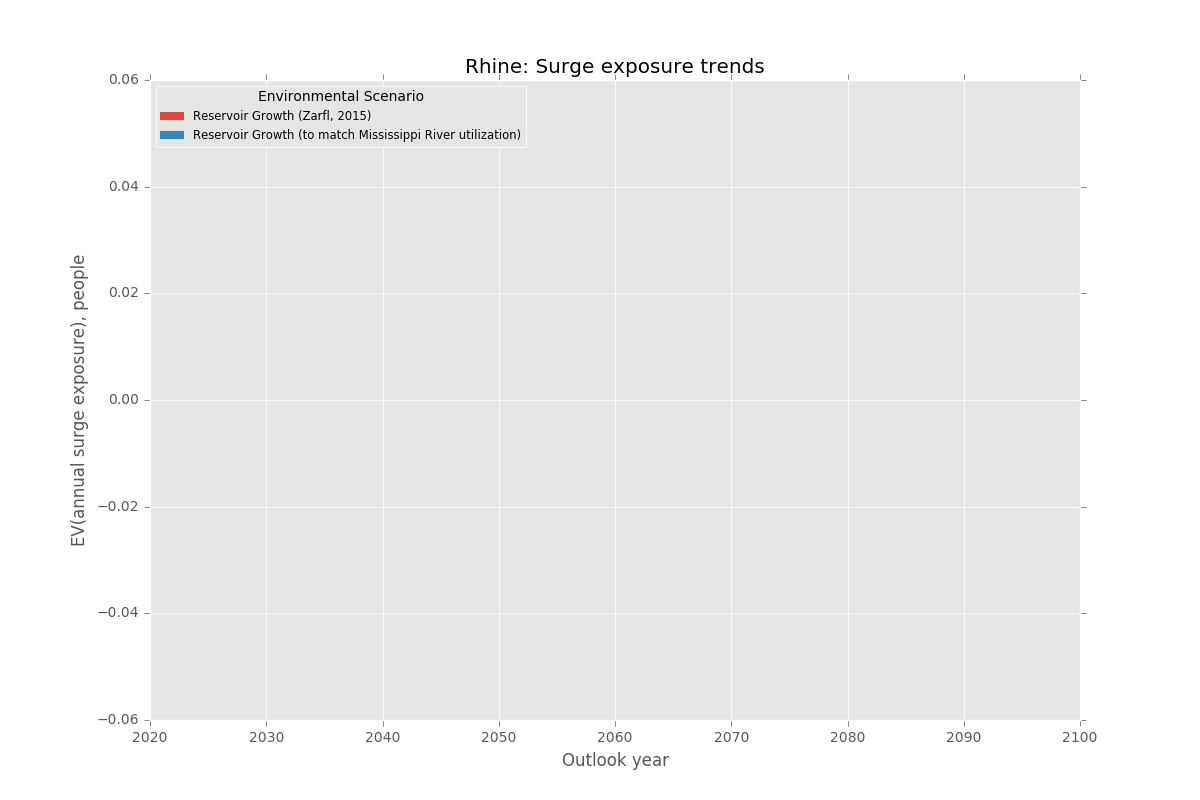 Rhine: Surge exposure trends
Environmental Scenario
Reservoir Growth (Zarfl, 2015)
Reservoir Growth (to match Mississippi River utilization)
EV(annual surge exposure), people
0.06
0.04
0.02
0.00
−0.02
−0.04
−0.06
2020 2030 2040 2050 2060 2070 2080 2090 2100
Outlook year